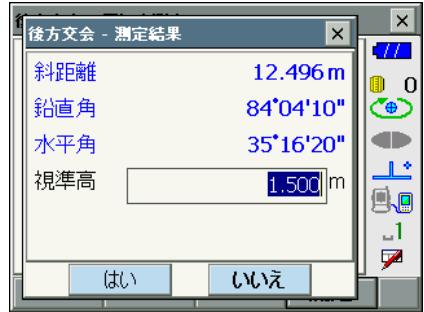 後方交会 - 測定結果
斜距離 12.496 m
鉛直角 84°04'10"
水平角 35°16'20"
視準高 1.500 m
はい いいえ
0
1